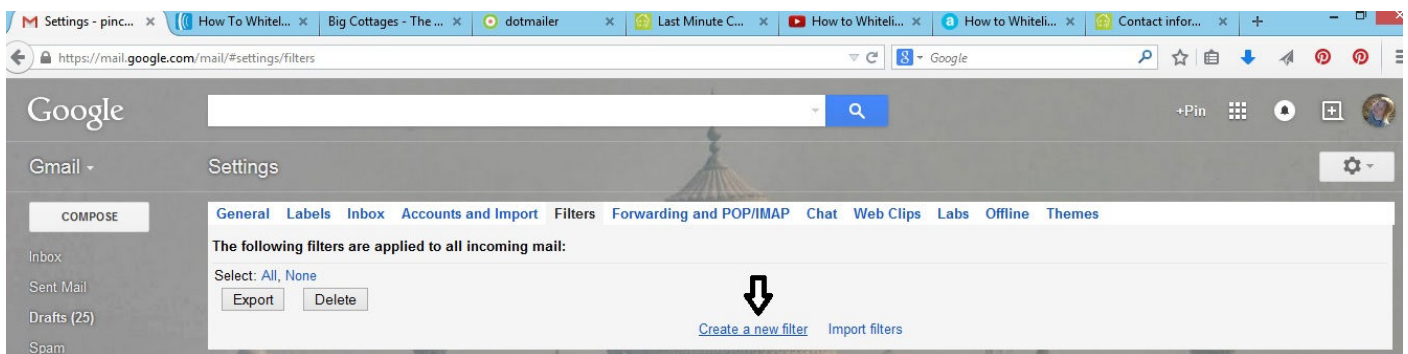 Settings - pinc... How To Whitel... Big Cottages - The ... dotmailer Last Minute C... How to Whiteli... How to Whiteli... Contact infor...
https://mail.google.com/mail/#settings/filters Google
Google +Pin
Gmail Settings
COMPOSE General Labels Inbox Accounts and Import Filters Forwarding and POP/IMAP Chat Web Clips Labs Offline Themes
The following filters are applied to all incoming mail:
Inbox
Select: All, None
Sent Mail
Export Delete
Drafts (25)
Create a new filter Import filters
Spam